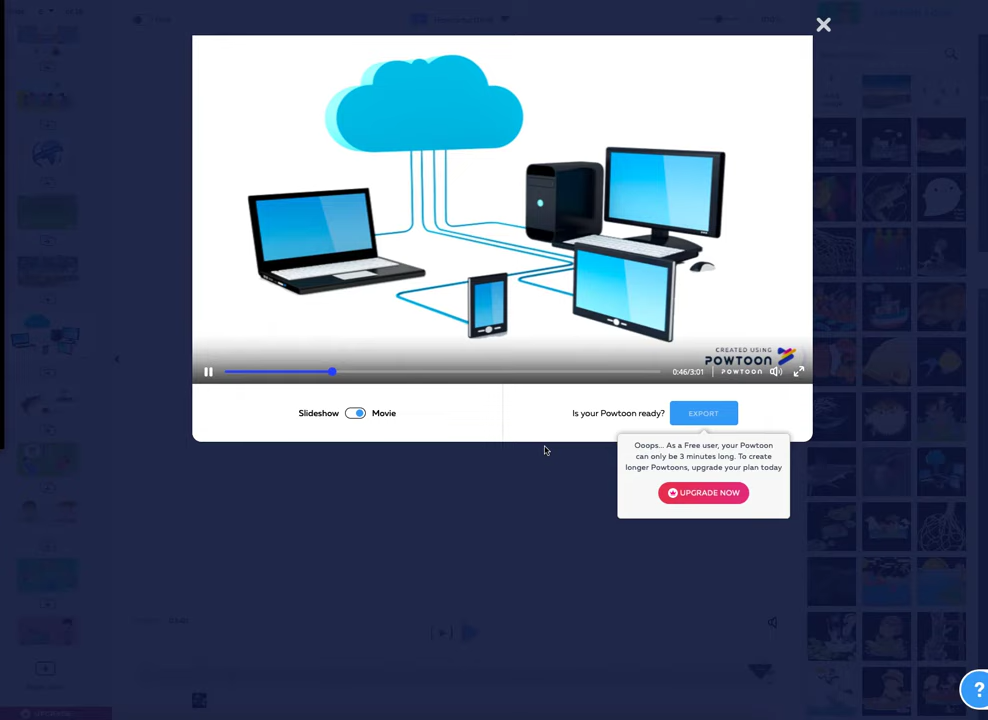 CREATED USING
POWTOON
0:46/3:01
POWTOON
Slideshow
Movie
Is your Powtoon ready?
EXPORT
Ooops... As a Free user, your Powtoon
can only be 3 minutes long. To create
longer Powtoons, upgrade your plan today
UPGRADE NOW
?